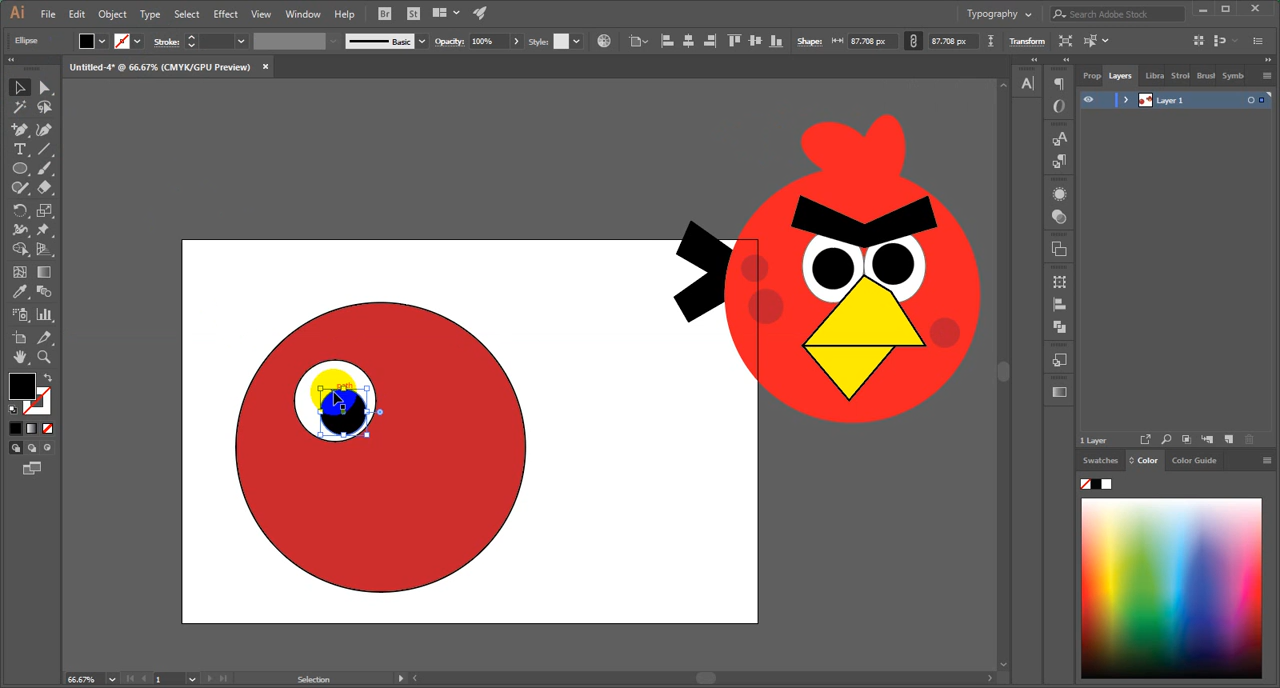 Ai File Edit Object Type Select Effect View Window Help Br St Typography Search Adobe Stock
Ellipse Stroke: Basic Opacity: 100% Style: Shape: 87.708 px 87.708 px Transform
Untitled-4* @ 66.67% (CMYK/GPU Preview) ×
Prop Layers Libra Strol Brush Symb
Layer 1
path
1 Layer
Swatches Color Color Guide
66.67% 1 Selection